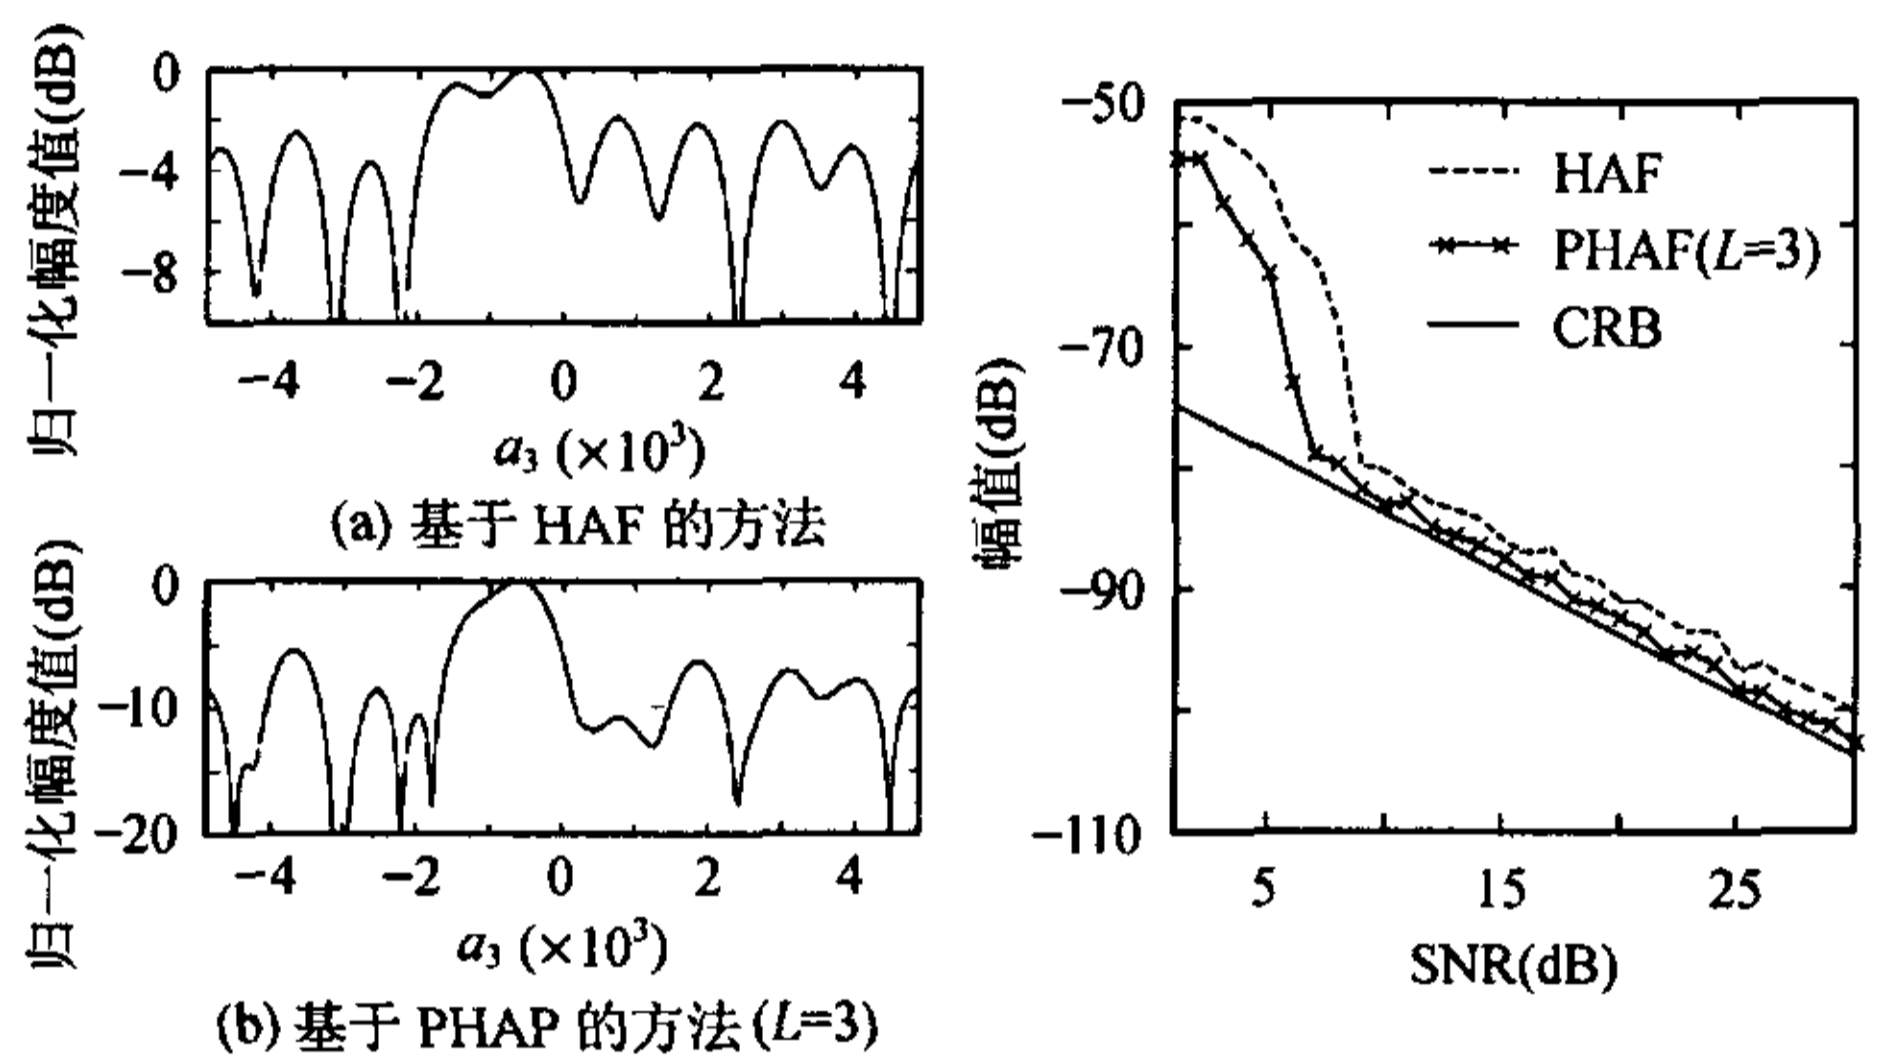 归一化幅度值(dB)
0
−4
−8
−4 −2 0 2 4
a₃ (×10³)
(a) 基于 HAF 的方法
归一化幅度值(dB)
0
−10
−20
−4 −2 0 2 4
a₃ (×10³)
(b) 基于 PHAP 的方法(L=3)
幅值(dB)
−50
−70
−90
−110
HAF
PHAF(L=3)
CRB
5 15 25
SNR(dB)